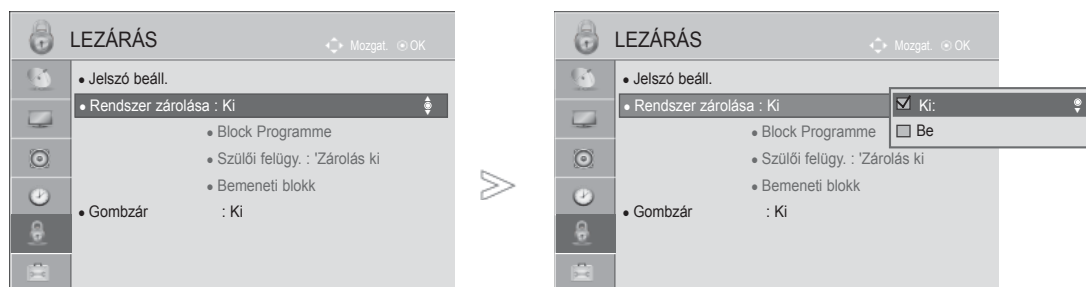 LEZÁRÁS
Mozgat. OK
• Jelszó beáll.
• Rendszer zárolása : Ki
• Block Programme
• Szülői felügy. : 'Zárolás ki
• Bemeneti blokk
• Gombzár : Ki
LEZÁRÁS
Mozgat. OK
• Jelszó beáll.
• Rendszer zárolása : Ki
Ki:
Be
• Block Programme
• Szülői felügy. : 'Zárolás ki
• Bemeneti blokk
• Gombzár : Ki